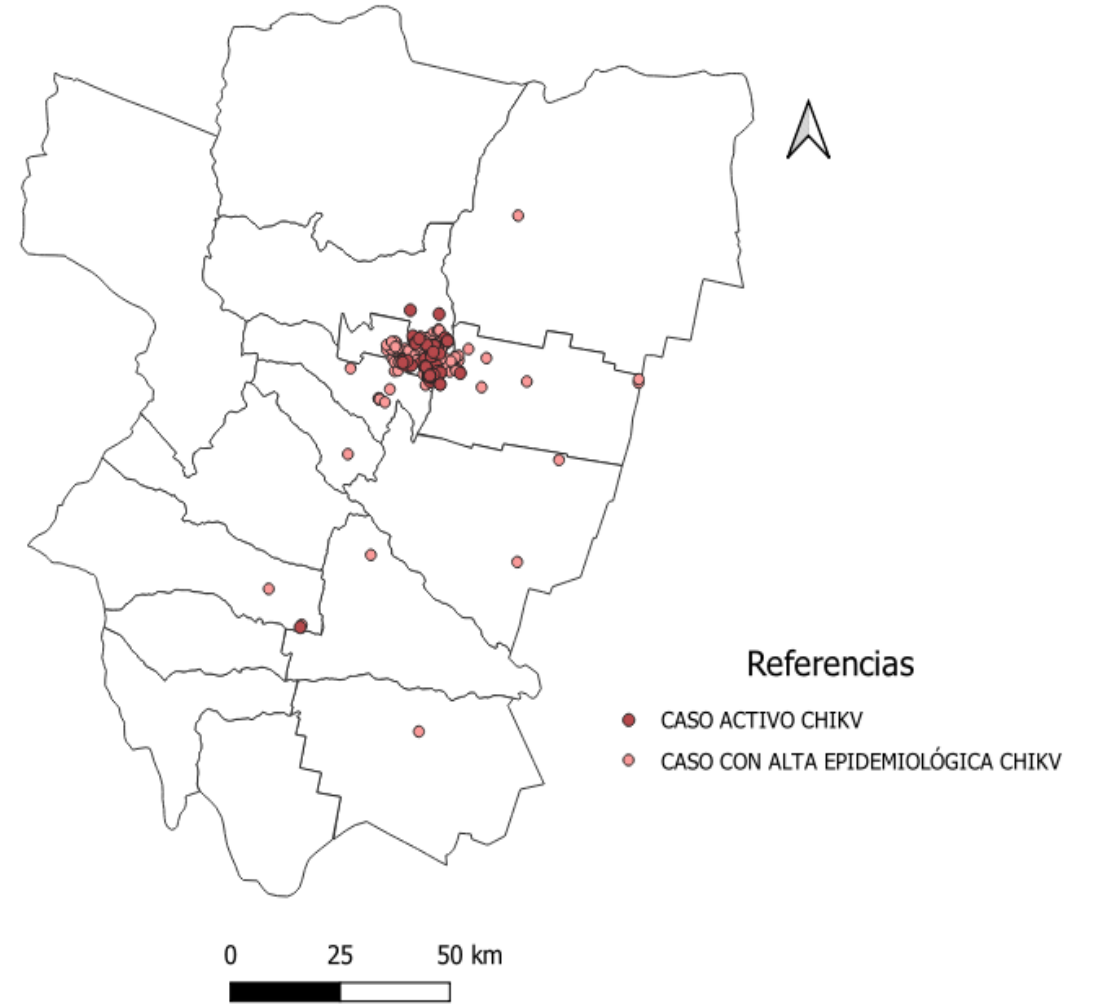 Referencias
CASO ACTIVO CHIKV
CASO CON ALTA EPIDEMIOLÓGICA CHIKV
0 25 50 km